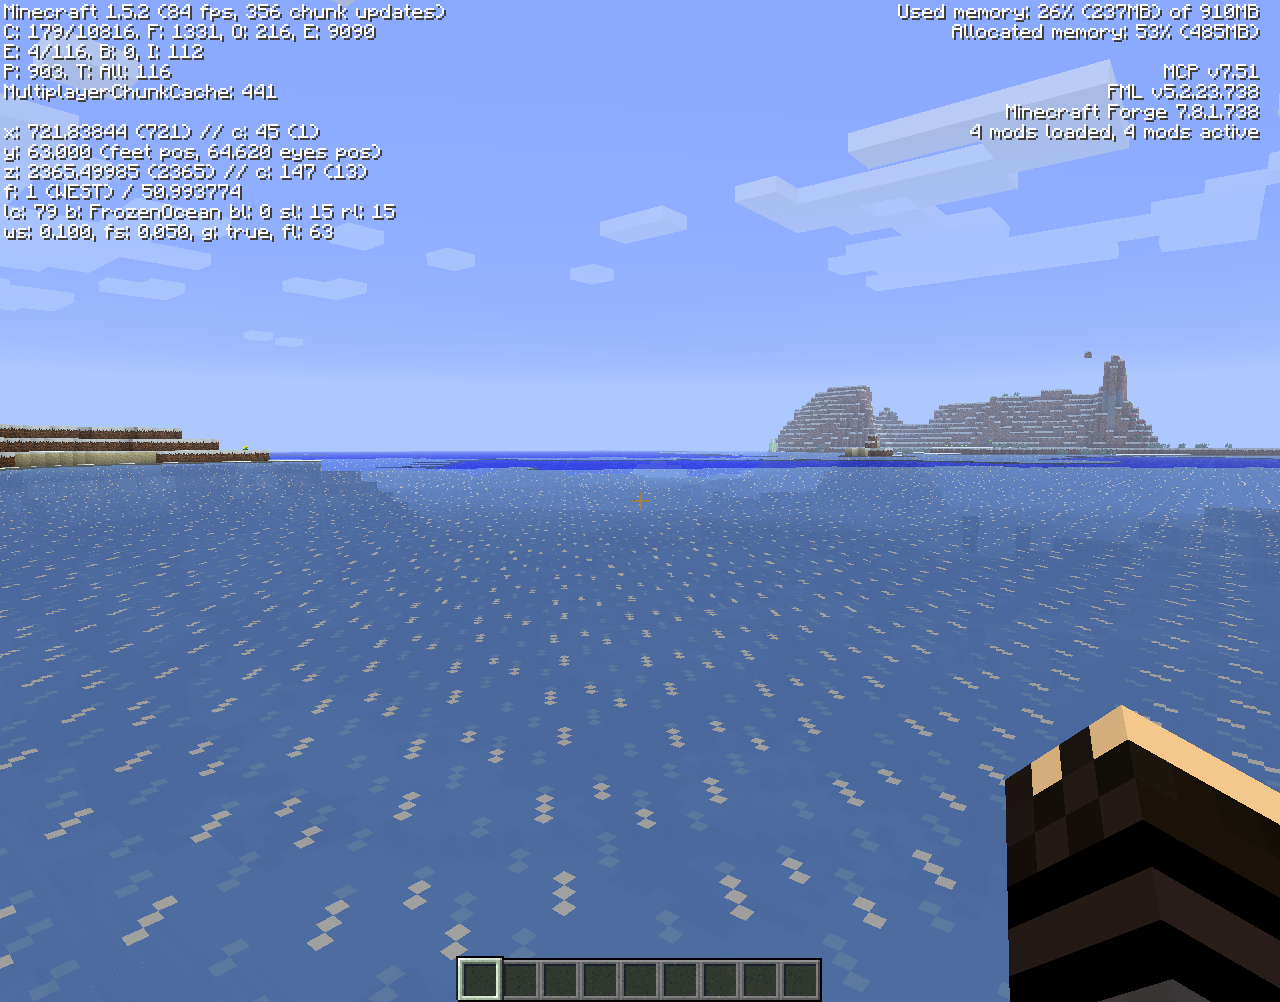 Minecraft 1.5.2 (84 fps, 356 chunk updates)
C: 179/10816. F: 1331, O: 216, E: 9090
E: 4/116. B: 0, I: 112
P: 903. T: All: 116
MultiplayerChunkCache: 441
x: 721.83844 (721) // c: 45 (1)
y: 63.000 (feet pos, 64.620 eyes pos)
z: 2365.49985 (2365) // c: 147 (13)
f: 1 (WEST) / 50.993774
lc: 79 b: FrozenOcean bl: 0 sl: 15 rl: 15
ws: 0.100, fs: 0.050, g: true, fl: 63
Used memory: 26% (237MB) of 910MB
Allocated memory: 53% (485MB)
MCP v7.51
FML v5.2.23.738
Minecraft Forge 7.8.1.738
4 mods loaded, 4 mods active